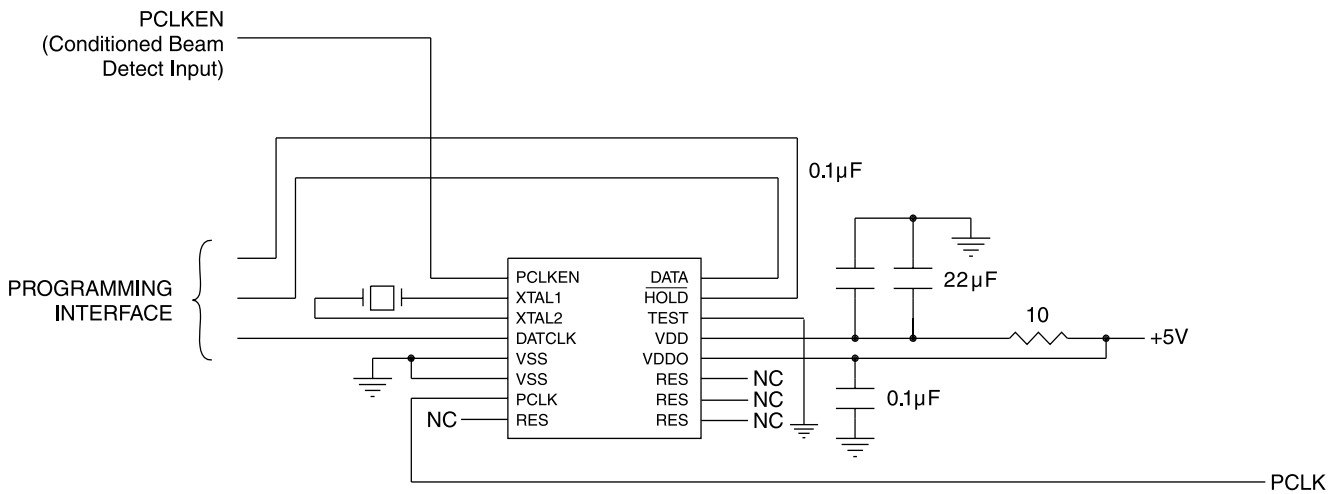 PCLKEN
(Conditioned Beam
Detect Input)
0.1µF
PROGRAMMING
INTERFACE
PCLKEN
XTAL1
XTAL2
DATCLK
VSS
VSS
PCLK
RES
DATA
HOLD
TEST
VDD
VDDO
RES
RES
RES
NC
NC
NC
NC
22µF
10
+5V
0.1µF
PCLK